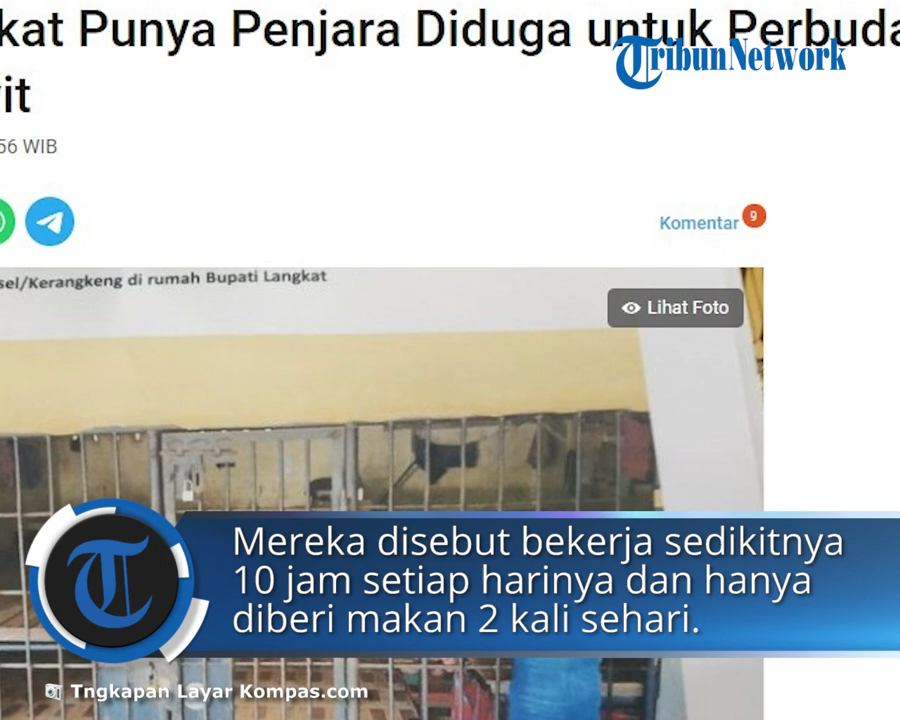 kat Punya Penjara Diduga untuk
TribunNetwork
it
56 WIB
Komentar 9
sel/Kerangkeng di rumah Bupati Langkat
Lihat Foto
Mereka disebut bekerja sedikitnya
10 jam setiap harinya dan hanya
diberi makan 2 kali sehari.
Tngkapan Layar Kompas.com